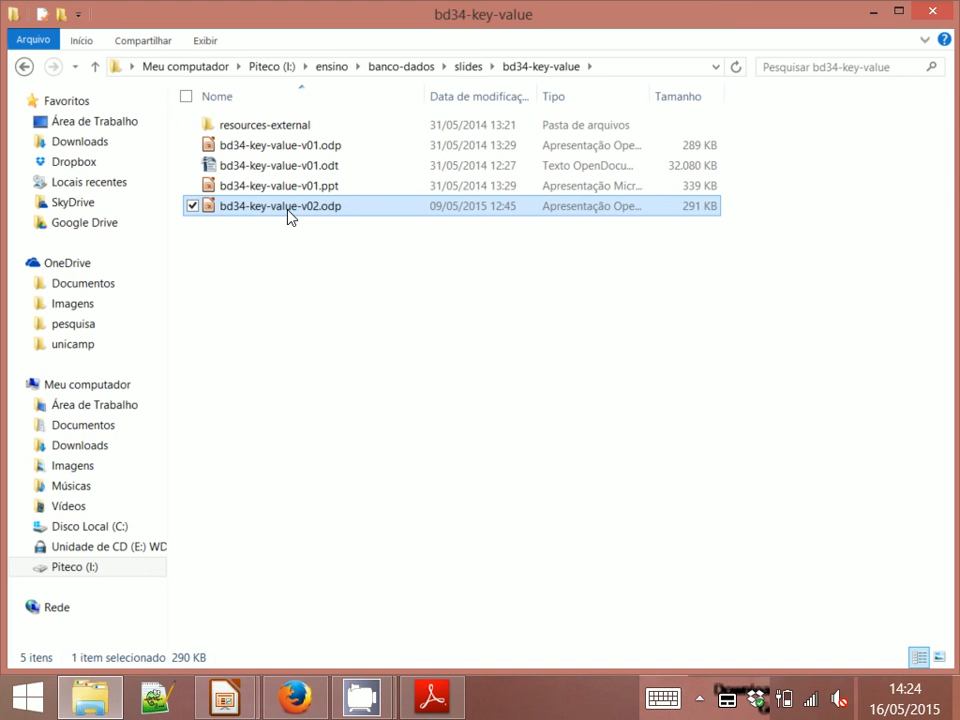 bd34-key-value
Arquivo Início Compartilhar Exibir
Meu computador Piteco (I:) ensino banco-dados slides bd34-key-value
Pesquisar bd34-key-value
Nome Data de modificaç... Tipo Tamanho
resources-external 31/05/2014 13:21 Pasta de arquivos
bd34-key-value-v01.odp 31/05/2014 13:29 Apresentação Ope... 289 KB
bd34-key-value-v01.odt 31/05/2014 12:27 Texto OpenDocu... 32.080 KB
bd34-key-value-v01.ppt 31/05/2014 13:29 Apresentação Micr... 339 KB
bd34-key-value-v02.odp 09/05/2015 12:45 Apresentação Ope... 291 KB
Favoritos
Área de Trabalho
Downloads
Dropbox
Locais recentes
SkyDrive
Google Drive
OneDrive
Documentos
Imagens
pesquisa
unicamp
Meu computador
Área de Trabalho
Documentos
Downloads
Imagens
Músicas
Vídeos
Disco Local (C:)
Unidade de CD (E:) WD
Piteco (I:)
Rede
5 itens 1 item selecionado 290 KB
14:24
16/05/2015